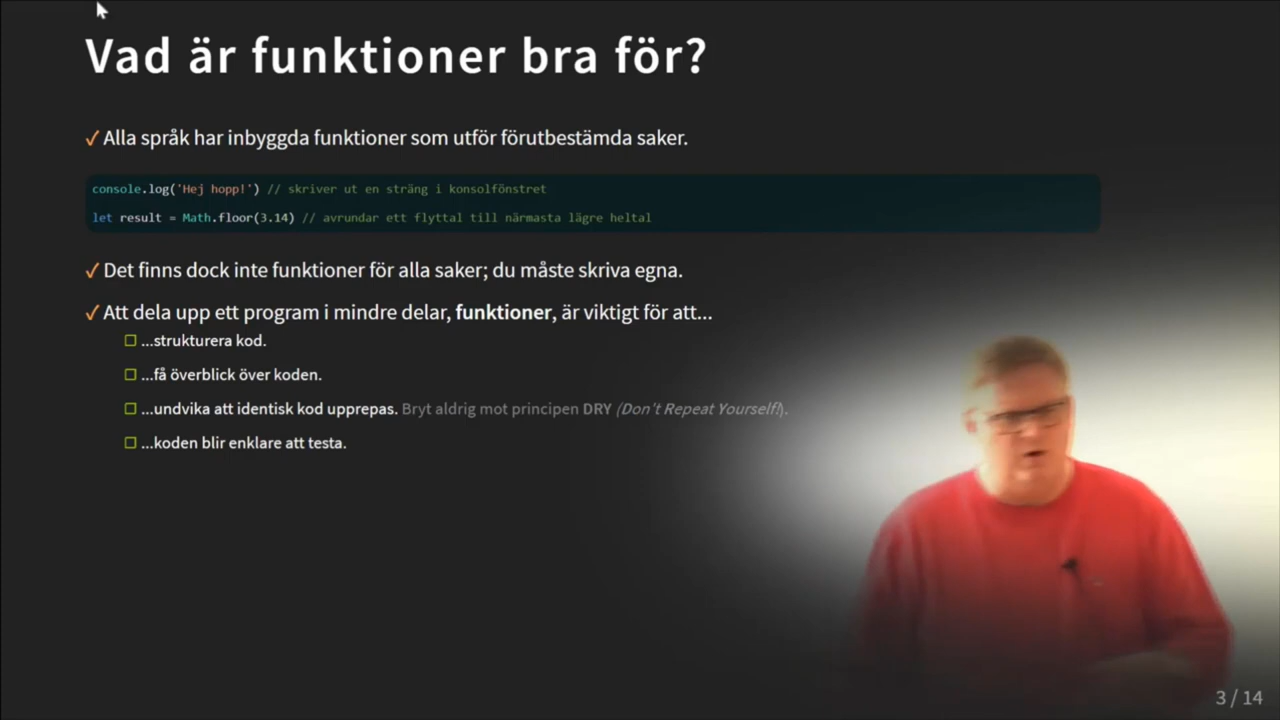 Vad är funktioner bra för?
✓ Alla språk har inbyggda funktioner som utför förutbestämda saker.
console.log('Hej hopp!') // skriver ut en sträng i konsolfönstret
let result = Math.floor(3.14) // avrundar ett flyttal till närmasta lägre heltal
✓ Det finns dock inte funktioner för alla saker; du måste skriva egna.
✓ Att dela upp ett program i mindre delar, funktioner, är viktigt för att...
☐ ...strukturera kod.
☐ ...få överblick över koden.
☐ ...undvika att identisk kod upprepas. Bryt aldrig mot principen DRY (Don't Repeat Yourself!).
☐ ...koden blir enklare att testa.
3 / 14